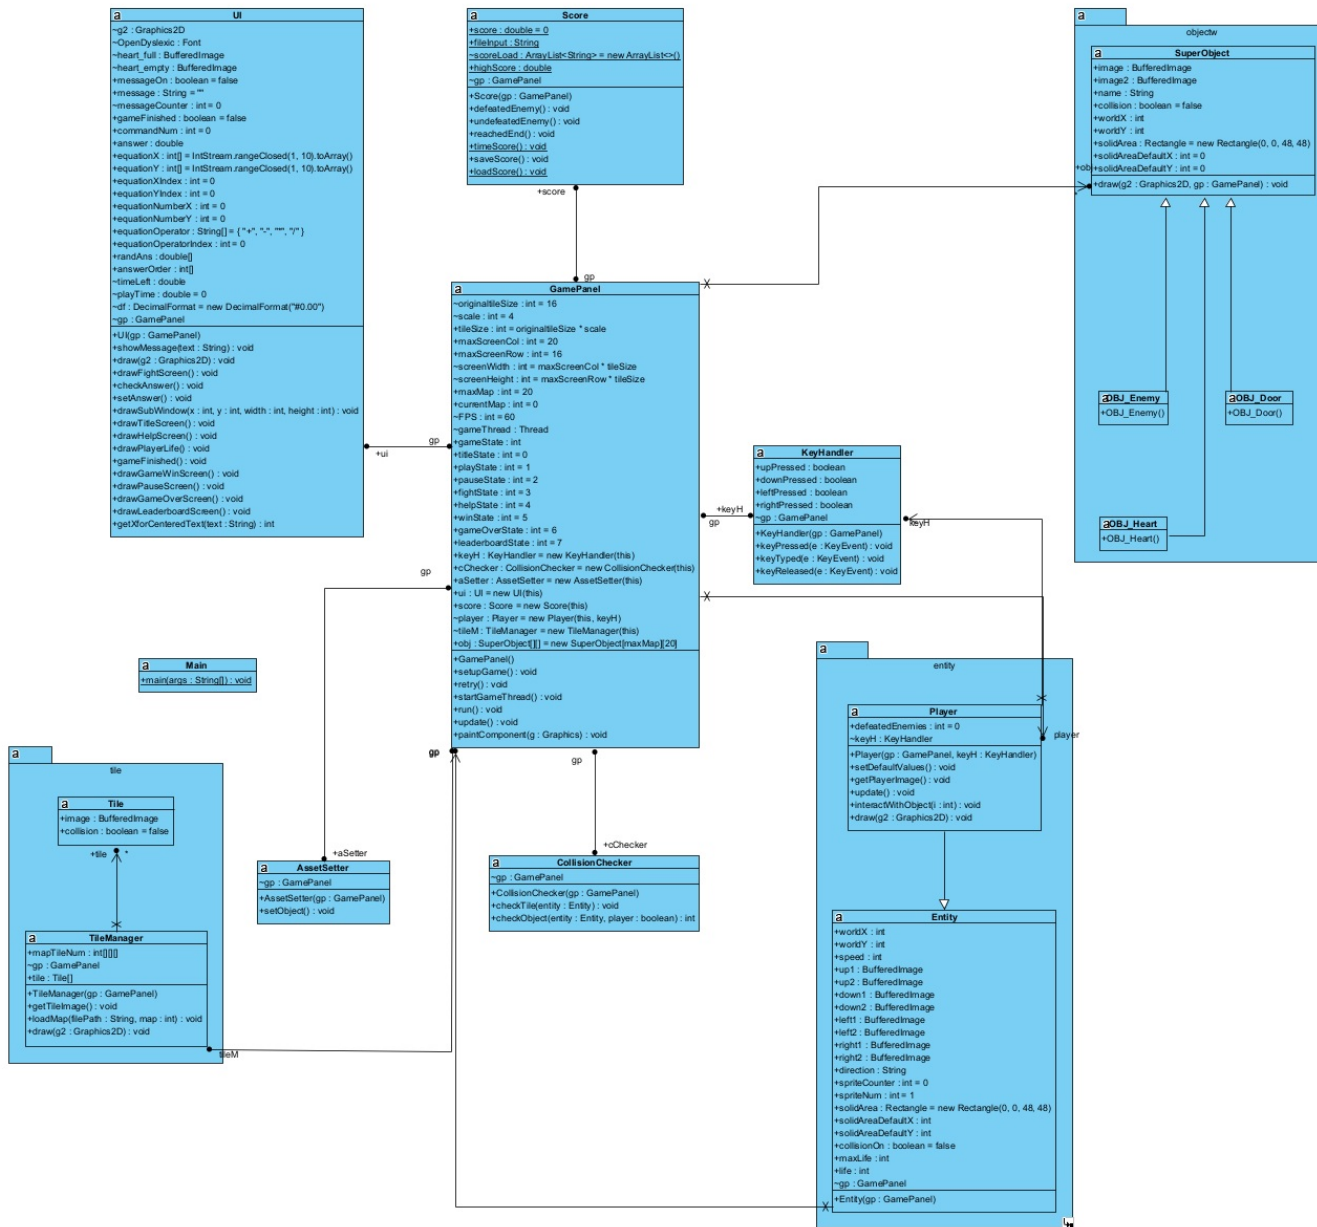 UI
~g2 : Graphics2D
~OpenDyslexic : Font
~heart_full : BufferedImage
~heart_empty : BufferedImage
+messageOn : boolean = false
+message : String = ""
~messageCounter : int = 0
+gameFinished : boolean = false
+commandNum : int = 0
+answer : double
+equationX : int[] = IntStream.rangeClosed(1, 10).toArray()
+equationY : int[] = IntStream.rangeClosed(1, 10).toArray()
+equationXIndex : int = 0
+equationYIndex : int = 0
+equationNumberX : int = 0
+equationNumberY : int = 0
+equationOperator : String[] = { "+", "-", "*", "/" }
+equationOperatorIndex : int = 0
+randAns : double[]
+answerOrder : int[]
~timeLeft : double
~playTime : double = 0
~df : DecimalFormat = new DecimalFormat("#0.00")
~gp : GamePanel
+UI(gp : GamePanel)
+showMessage(text : String) : void
+draw(g2 : Graphics2D) : void
+drawFightScreen() : void
+checkAnswer() : void
+setAnswer() : void
+drawSubWindow(x : int, y : int, width : int, height : int) : void
+drawTitleScreen() : void
+drawHelpScreen() : void
+drawPlayerLife() : void
+gameFinished() : void
+drawGameWinScreen() : void
+drawPauseScreen() : void
+drawGameOverScreen() : void
+drawLeaderboardScreen() : void
+getXforCenteredText(text : String) : int
Score
+score : double = 0
+fileInput : String
~scoreLoad : ArrayList<String> = new ArrayList<>()
+highScore : double
~gp : GamePanel
+Score(gp : GamePanel)
+defeatedEnemy() : void
+undefeatedEnemy() : void
+reachedEnd() : void
+timeScore() : void
+saveScore() : void
+loadScore() : void
+score
gp
objectw
SuperObject
+image : BufferedImage
+image2 : BufferedImage
+name : String
+collision : boolean = false
+worldX : int
+worldY : int
+solidArea : Rectangle = new Rectangle(0, 0, 48, 48)
+solidAreaDefaultX : int = 0
+solidAreaDefaultY : int = 0
+draw(g2 : Graphics2D, gp : GamePanel) : void
+obj
OBJ_Enemy
+OBJ_Enemy()
OBJ_Door
+OBJ_Door()
OBJ_Heart
+OBJ_Heart()
GamePanel
~originaltileSize : int = 16
~scale : int = 4
+tileSize : int = originaltileSize * scale
+maxScreenCol : int = 20
+maxScreenRow : int = 16
~screenWidth : int = maxScreenCol * tileSize
~screenHeight : int = maxScreenRow * tileSize
+maxMap : int = 20
+currentMap : int = 0
~FPS : int = 60
~gameThread : Thread
+gameState : int
+titleState : int = 0
+playState : int = 1
+pauseState : int = 2
+fightState : int = 3
+helpState : int = 4
+winState : int = 5
+gameOverState : int = 6
+leaderboardState : int = 7
+keyH : KeyHandler = new KeyHandler(this)
+cChecker : CollisionChecker = new CollisionChecker(this)
+aSetter : AssetSetter = new AssetSetter(this)
+ui : UI = new UI(this)
+score : Score = new Score(this)
~player : Player = new Player(this, keyH)
~tileM : TileManager = new TileManager(this)
+obj : SuperObject[][] = new SuperObject[maxMap][20]
+GamePanel()
+setupGame() : void
+retry() : void
+startGameThread() : void
+run() : void
+update() : void
+paintComponent(g : Graphics) : void
gp
+ui
KeyHandler
+upPressed : boolean
+downPressed : boolean
+leftPressed : boolean
+rightPressed : boolean
~gp : GamePanel
+KeyHandler(gp : GamePanel)
+keyPressed(e : KeyEvent) : void
+keyTyped(e : KeyEvent) : void
+keyReleased(e : KeyEvent) : void
+keyH
gp
keyH
gp
Main
+main(args : String[]) : void
tile
Tile
+image : BufferedImage
+collision : boolean = false
+tile
*
TileManager
+mapTileNum : int[][][]
~gp : GamePanel
+tile : Tile[]
+TileManager(gp : GamePanel)
+getTileImage() : void
+loadMap(filePath : String, map : int) : void
+draw(g2 : Graphics2D) : void
tileM
+aSetter
AssetSetter
~gp : GamePanel
+AssetSetter(gp : GamePanel)
+setObject() : void
gp
gp
+cChecker
CollisionChecker
~gp : GamePanel
+CollisionChecker(gp : GamePanel)
+checkTile(entity : Entity) : void
+checkObject(entity : Entity, player : boolean) : int
entity
Player
+defeatedEnemies : int = 0
~keyH : KeyHandler
+Player(gp : GamePanel, keyH : KeyHandler)
+setDefaultValues() : void
+getPlayerImage() : void
+update() : void
+interactWithObject(i : int) : void
+draw(g2 : Graphics2D) : void
player
Entity
+worldX : int
+worldY : int
+speed : int
+up1 : BufferedImage
+up2 : BufferedImage
+down1 : BufferedImage
+down2 : BufferedImage
+left1 : BufferedImage
+left2 : BufferedImage
+right1 : BufferedImage
+right2 : BufferedImage
+direction : String
+spriteCounter : int = 0
+spriteNum : int = 1
+solidArea : Rectangle = new Rectangle(0, 0, 48, 48)
+solidAreaDefaultX : int
+solidAreaDefaultY : int
+collisionOn : boolean = false
+maxLife : int
+life : int
~gp : GamePanel
+Entity(gp : GamePanel)